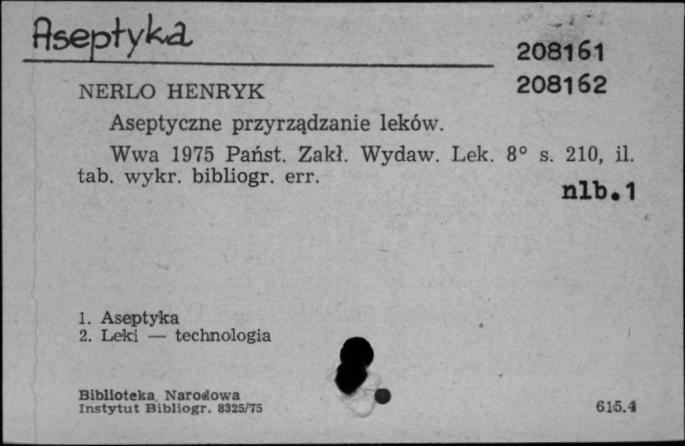 Aseptyka
208161
208162
NERLO HENRYK
Aseptyczne przyrządzanie leków.
Wwa 1975 Państ. Zakł. Wydaw. Lek. 8° s. 210, il.
tab. wykr. bibliogr. err.
nlb.1
1. Aseptyka
2. Leki — technologia
Biblioteka Narodowa
Instytut Bibliogr. 8325/75
615.4